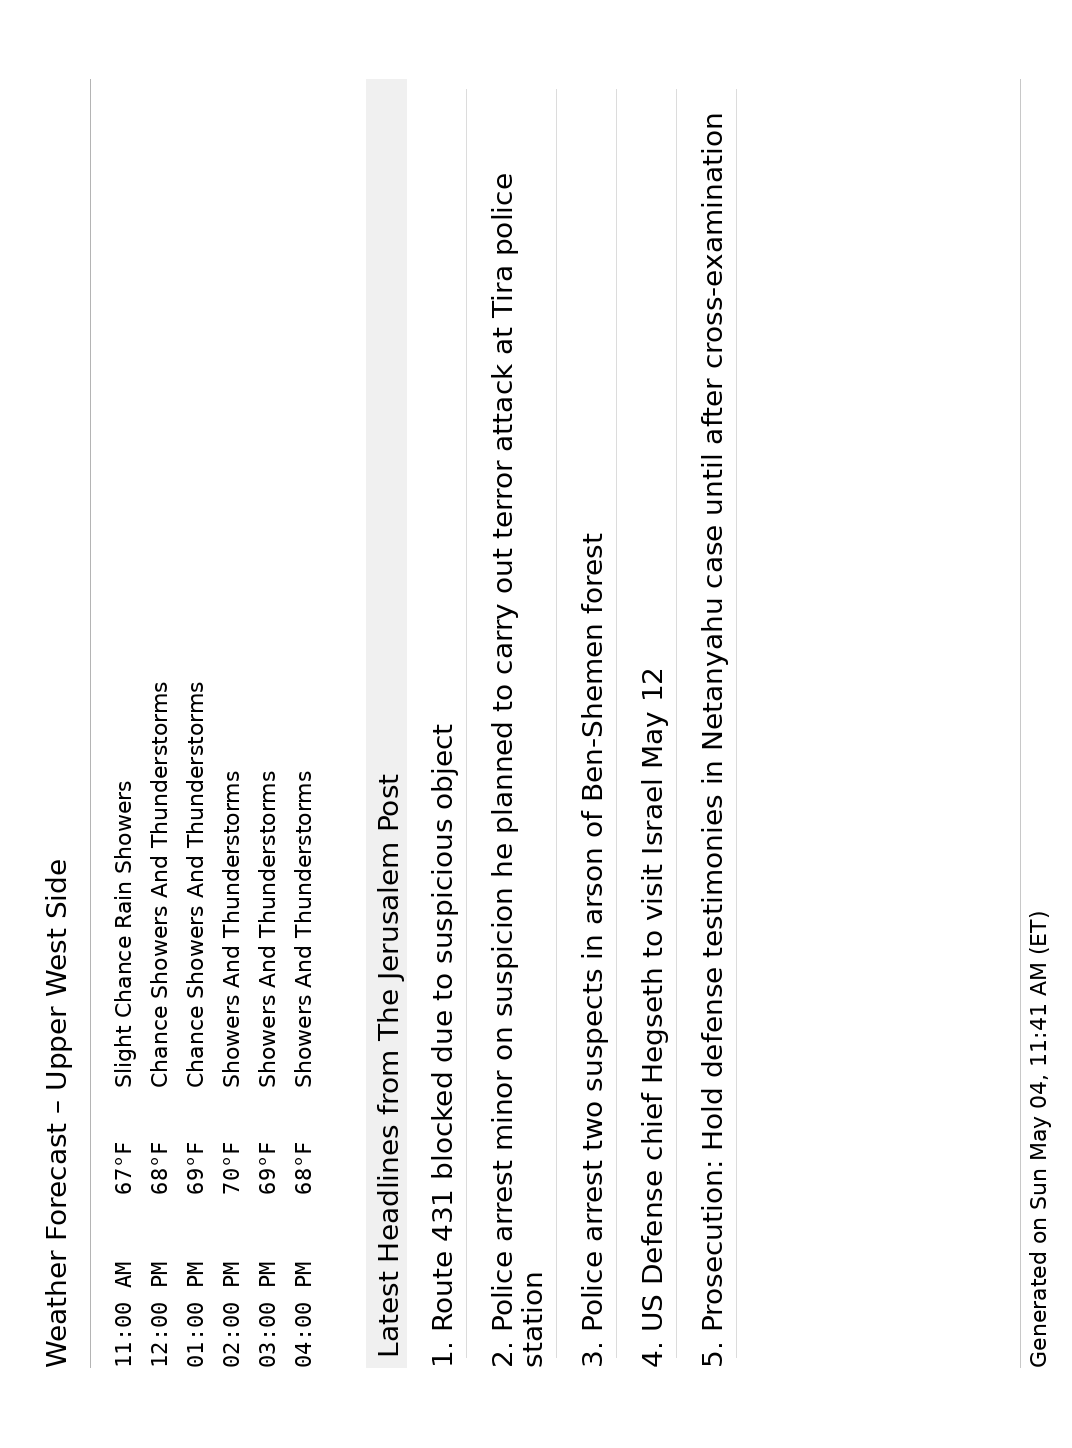 Weather Forecast – Upper West Side
11:00 AM 67°F Slight Chance Rain Showers
12:00 PM 68°F Chance Showers And Thunderstorms
01:00 PM 69°F Chance Showers And Thunderstorms
02:00 PM 70°F Showers And Thunderstorms
03:00 PM 69°F Showers And Thunderstorms
04:00 PM 68°F Showers And Thunderstorms
Latest Headlines from The Jerusalem Post
1. Route 431 blocked due to suspicious object
2. Police arrest minor on suspicion he planned to carry out terror attack at Tira police
station
3. Police arrest two suspects in arson of Ben-Shemen forest
4. US Defense chief Hegseth to visit Israel May 12
5. Prosecution: Hold defense testimonies in Netanyahu case until after cross-examination
Generated on Sun May 04, 11:41 AM (ET)